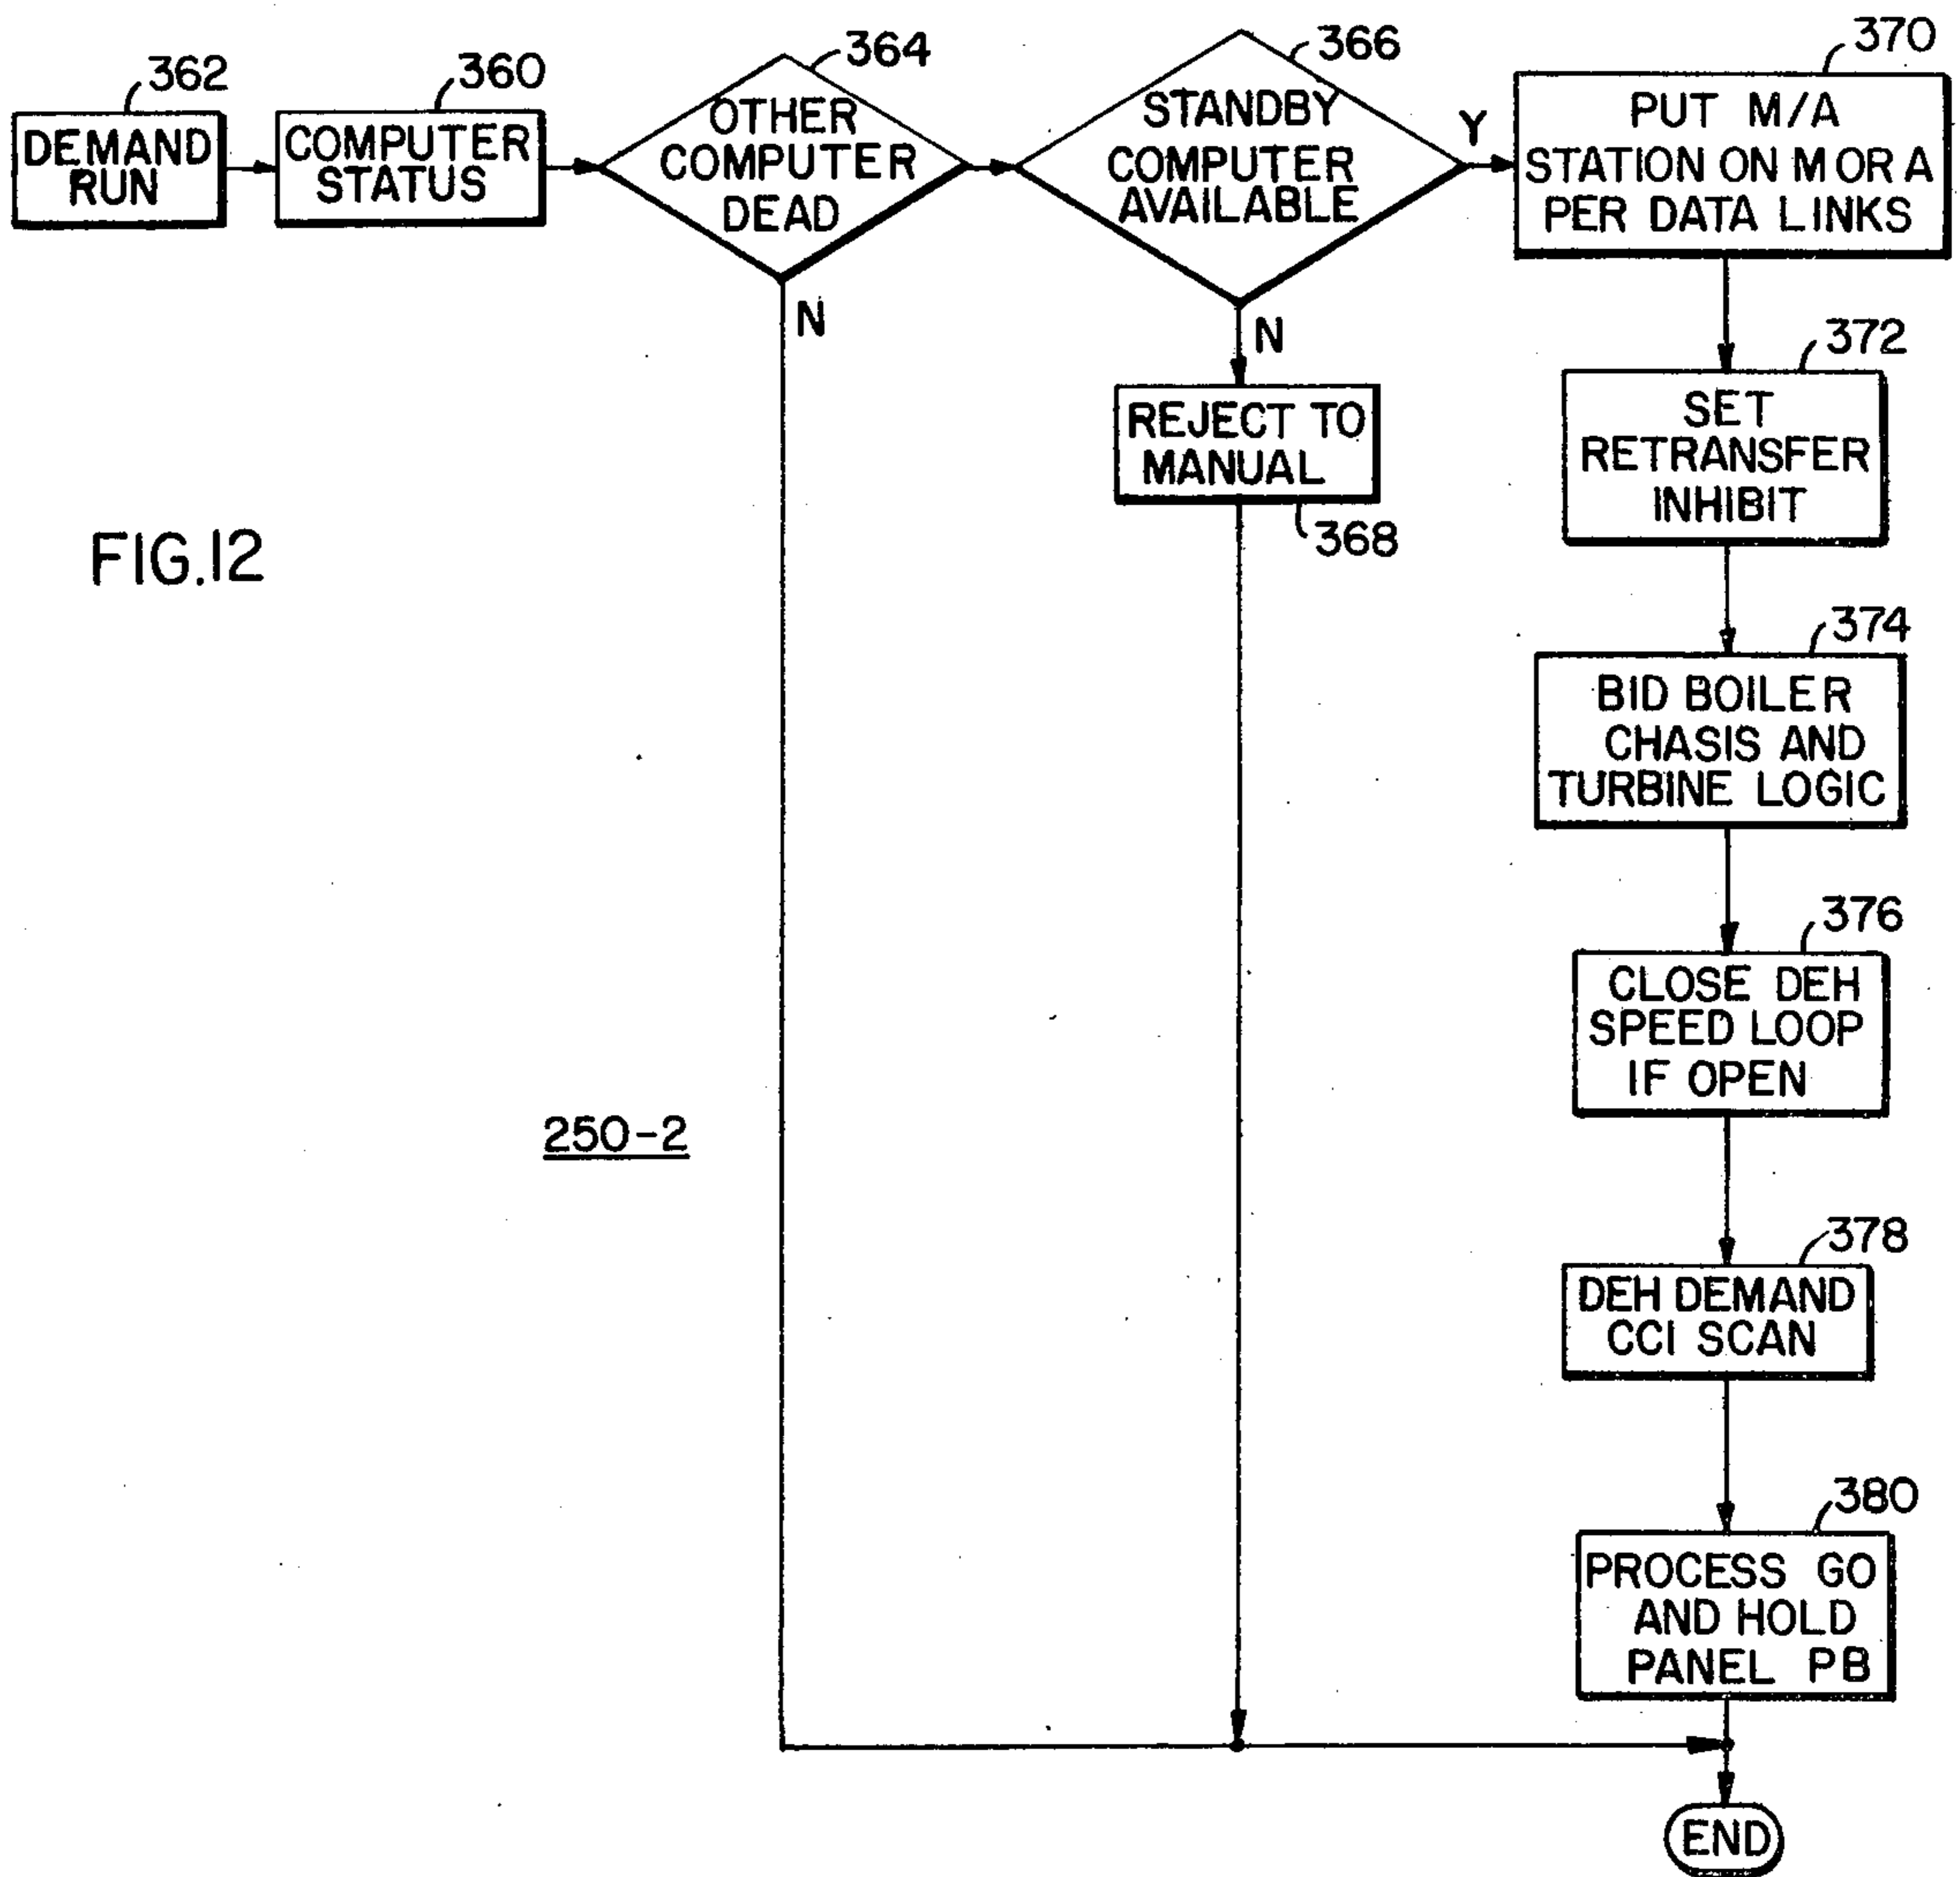 362
DEMAND
RUN
360
COMPUTER
STATUS
364
OTHER
COMPUTER
DEAD
N
366
STANDBY
COMPUTER
AVAILABLE
Y
N
REJECT TO
MANUAL
368
370
PUT M/A
STATION ON M OR A
PER DATA LINKS
372
SET
RETRANSFER
INHIBIT
374
BID BOILER
CHASIS AND
TURBINE LOGIC
376
CLOSE DEH
SPEED LOOP
IF OPEN
378
DEH DEMAND
CCI SCAN
380
PROCESS GO
AND HOLD
PANEL PB
END
FIG.12
250-2